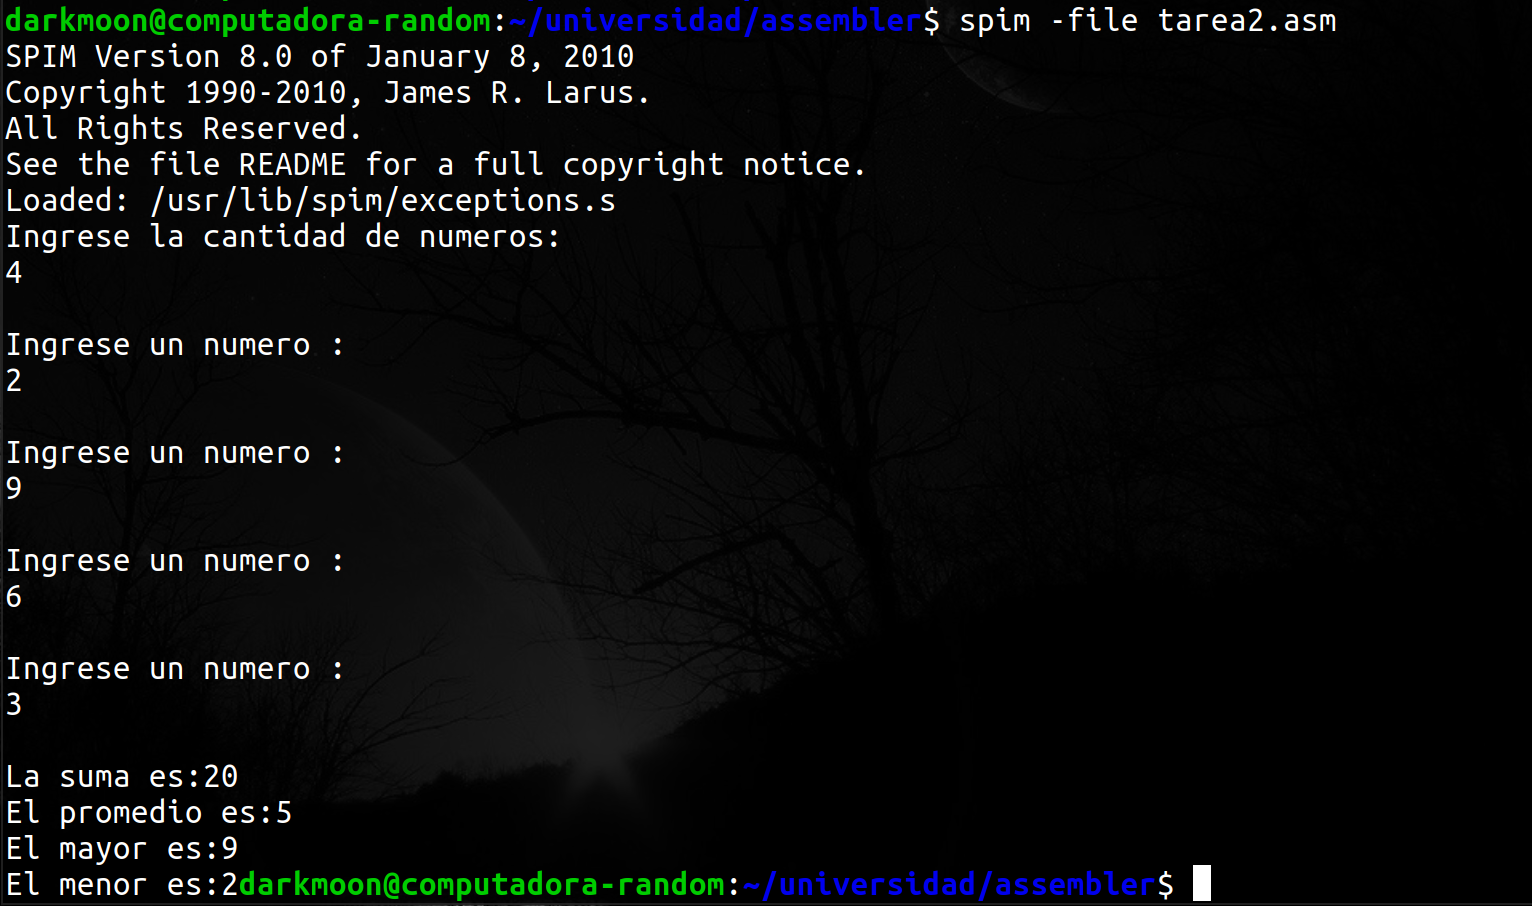 darkmoon@computadora-random:~/universidad/assembler$ spim -file tarea2.asm
SPIM Version 8.0 of January 8, 2010
Copyright 1990-2010, James R. Larus.
All Rights Reserved.
See the file README for a full copyright notice.
Loaded: /usr/lib/spim/exceptions.s
Ingrese la cantidad de numeros:
4
Ingrese un numero :
2
Ingrese un numero :
9
Ingrese un numero :
6
Ingrese un numero :
3
La suma es:20
El promedio es:5
El mayor es:9
El menor es:2darkmoon@computadora-random:~/universidad/assembler$